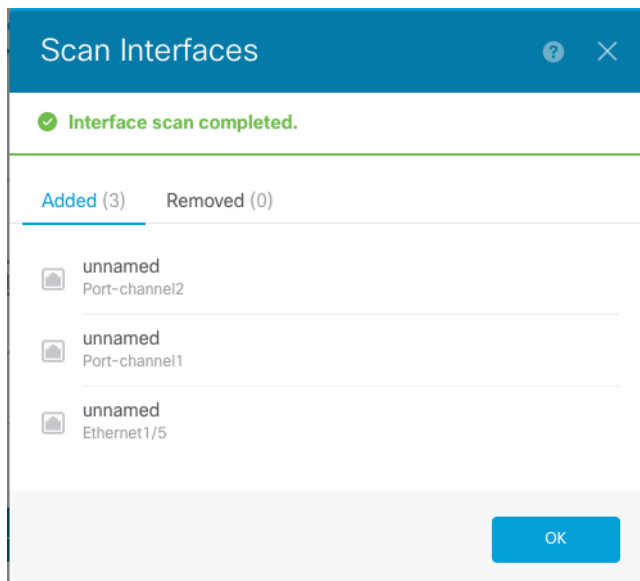 Scan Interfaces
Interface scan completed.
Added (3) Removed (0)
unnamed
Port-channel2
unnamed
Port-channel1
unnamed
Ethernet1/5
OK